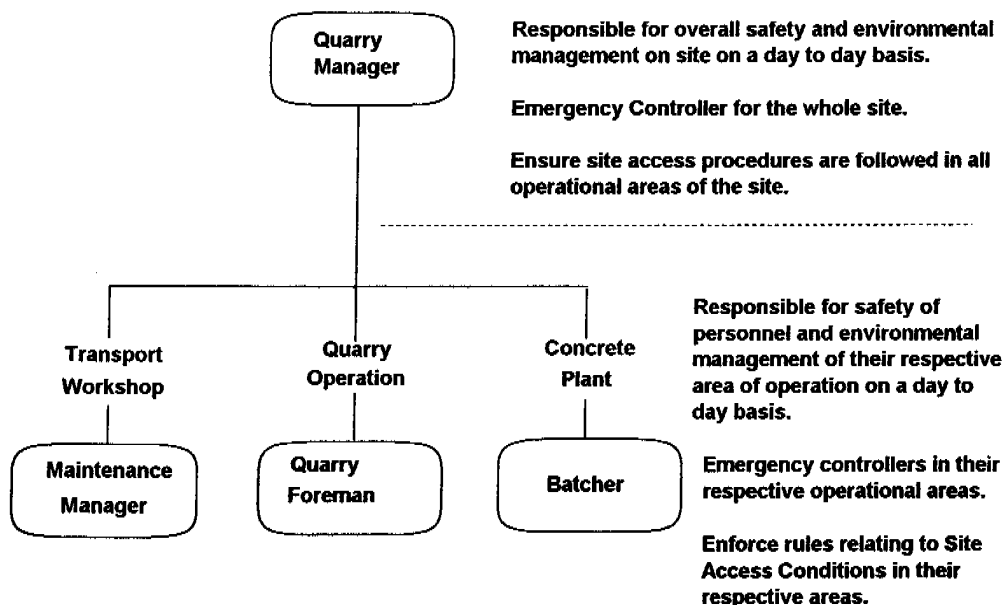 Quarry
Manager
Responsible for overall safety and environmental
management on site on a day to day basis.
Emergency Controller for the whole site.
Ensure site access procedures are followed in all
operational areas of the site.
Transport
Workshop
Quarry
Operation
Concrete
Plant
Maintenance
Manager
Quarry
Foreman
Batcher
Responsible for safety of
personnel and environmental
management of their respective
area of operation on a day to
day basis.
Emergency controllers in their
respective operational areas.
Enforce rules relating to Site
Access Conditions in their
respective areas.